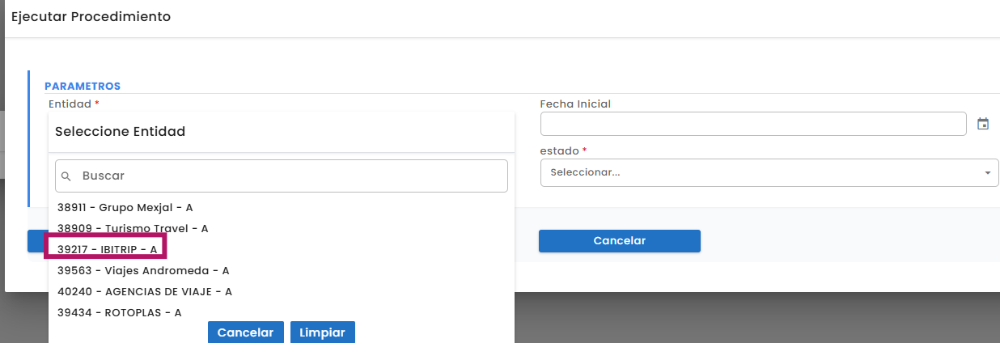 Ejecutar Procedimiento
PARAMETROS
Entidad *
Seleccione Entidad
Buscar
38911 - Grupo Mexjal - A
38909 - Turismo Travel - A
39217 - IBITRIP - A
39563 - Viajes Andromeda - A
40240 - AGENCIAS DE VIAJE - A
39434 - ROTOPLAS - A
Cancelar Limpiar
Fecha Inicial
estado *
Seleccionar...
Cancelar